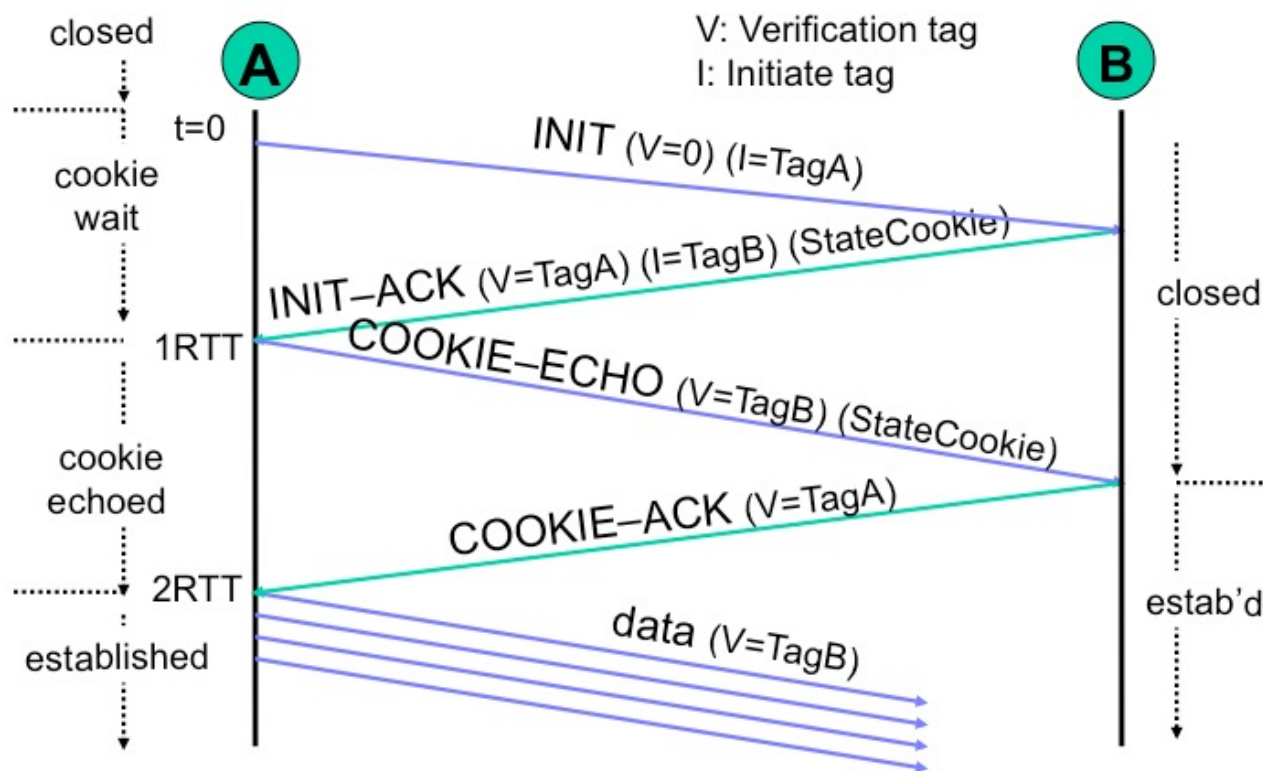 closed
A
V: Verification tag
I: Initiate tag
B
t=0
INIT (V=0) (I=TagA)
cookie
wait
INIT–ACK (V=TagA) (I=TagB) (StateCookie)
closed
1RTT
COOKIE–ECHO (V=TagB) (StateCookie)
cookie
echoed
COOKIE–ACK (V=TagA)
2RTT
estab’d
data (V=TagB)
established